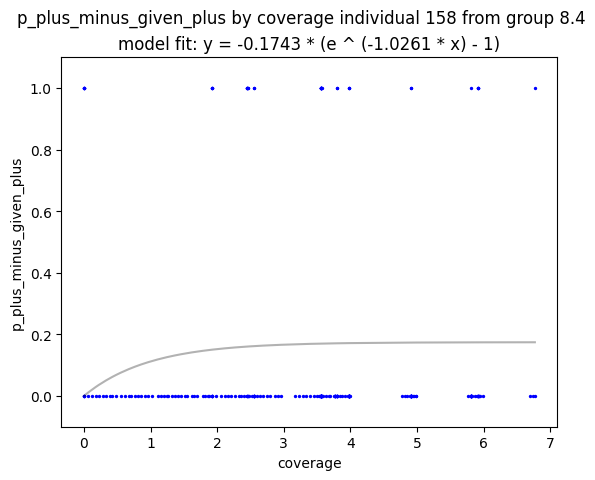 p_plus_minus_given_plus by coverage individual 158 from group 8.4
model fit: y = -0.1743 * (e ^ (-1.0261 * x) - 1)
1.0
0.8
0.6
0.4
0.2
0.0
p_plus_minus_given_plus
0 1 2 3 4 5 6 7
coverage